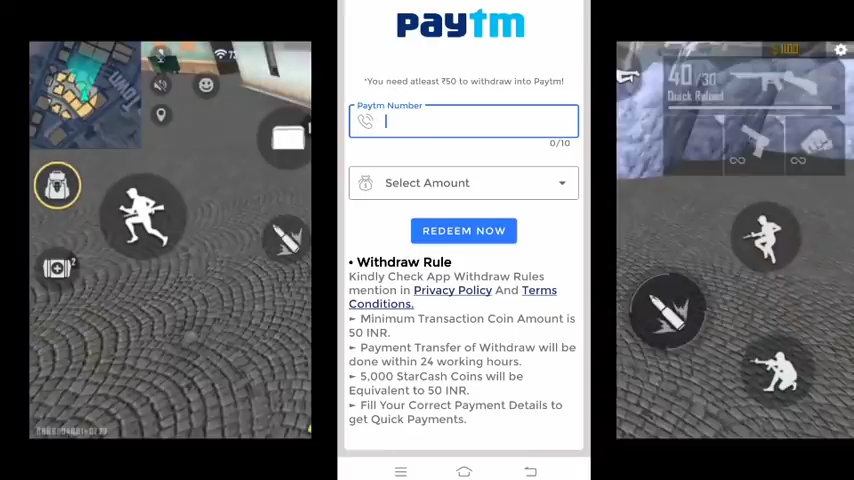 TOWN
2
paytm
*You need atleast ₹50 to withdraw into Paytm!
Paytm Number
0/10
Select Amount
REDEEM NOW
• Withdraw Rule
Kindly Check App Withdraw Rules
mention in Privacy Policy And Terms
Conditions.
► Minimum Transaction Coin Amount is
50 INR.
► Payment Transfer of Withdraw will be
done within 24 working hours.
► 5,000 StarCash Coins will be
Equivalent to 50 INR.
► Fill Your Correct Payment Details to
get Quick Payments.
40/30
Quick Reload